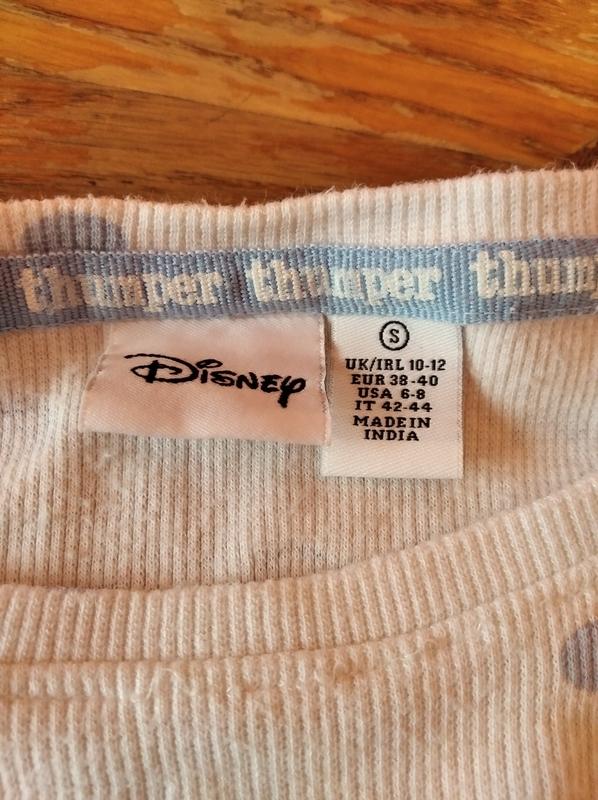 thumper thumper thum
Disney
S
UK/IRL 10-12
EUR 38-40
USA 6-8
IT 42-44
MADE IN
INDIA